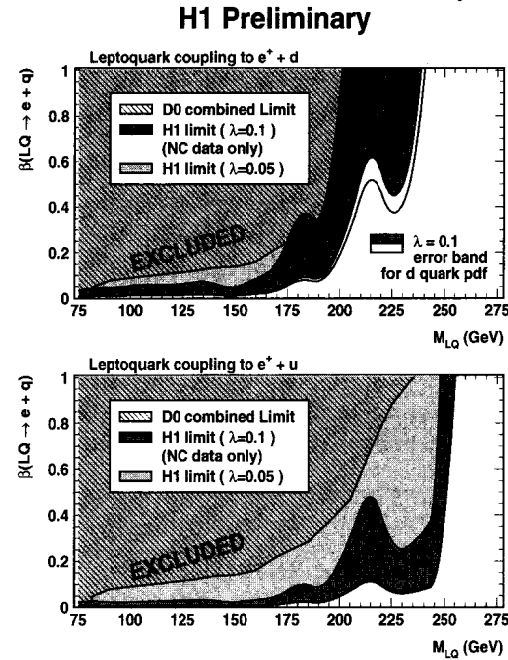 H1 Preliminary
Leptoquark coupling to e⁺ + d
β(LQ → e + q)
1
0.8
0.6
0.4
0.2
0
D0 combined Limit
H1 limit ( λ=0.1 )
(NC data only)
H1 limit ( λ=0.05 )
EXCLUDED
λ = 0.1
error band
for d quark pdf
75 100 125 150 175 200 225 250 275
M_LQ (GeV)
Leptoquark coupling to e⁺ + u
β(LQ → e + q)
1
0.8
0.6
0.4
0.2
0
D0 combined Limit
H1 limit ( λ=0.1 )
(NC data only)
H1 limit ( λ=0.05 )
EXCLUDED
75 100 125 150 175 200 225 250 275
M_LQ (GeV)